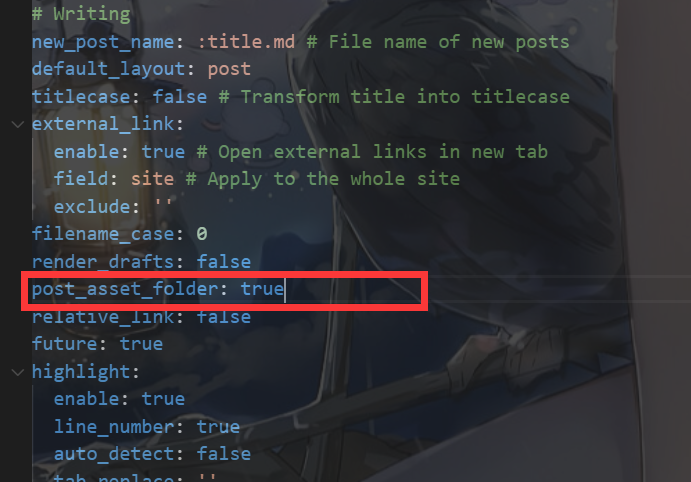 # Writing
new_post_name: :title.md # File name of new posts
default_layout: post
titlecase: false # Transform title into titlecase
external_link:
  enable: true # Open external links in new tab
  field: site # Apply to the whole site
  exclude: ''
filename_case: 0
render_drafts: false
post_asset_folder: true
relative_link: false
future: true
highlight:
  enable: true
  line_number: true
  auto_detect: false
  tab_replace: ''